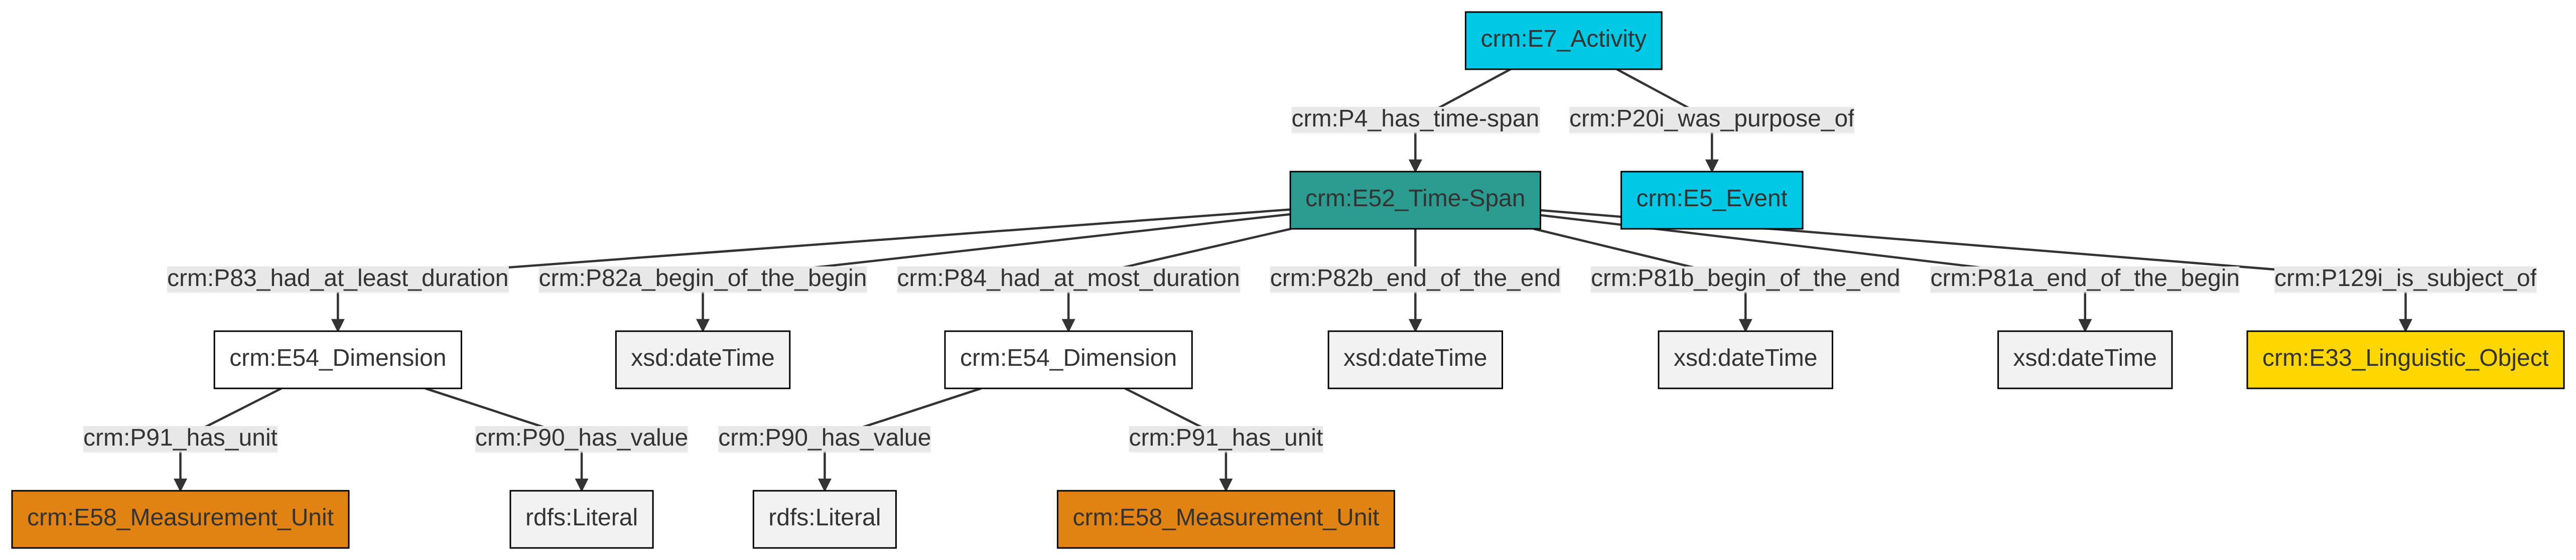 crm:E7_Activity
crm:P4_has_time-span
crm:P20i_was_purpose_of
crm:E52_Time-Span
crm:E5_Event
crm:P83_had_at_least_duration
crm:P82a_begin_of_the_begin
crm:P84_had_at_most_duration
crm:P82b_end_of_the_end
crm:P81b_begin_of_the_end
crm:P81a_end_of_the_begin
crm:P129i_is_subject_of
crm:E54_Dimension
xsd:dateTime
crm:E54_Dimension
xsd:dateTime
xsd:dateTime
xsd:dateTime
crm:E33_Linguistic_Object
crm:P91_has_unit
crm:P90_has_value
crm:P90_has_value
crm:P91_has_unit
crm:E58_Measurement_Unit
rdfs:Literal
rdfs:Literal
crm:E58_Measurement_Unit